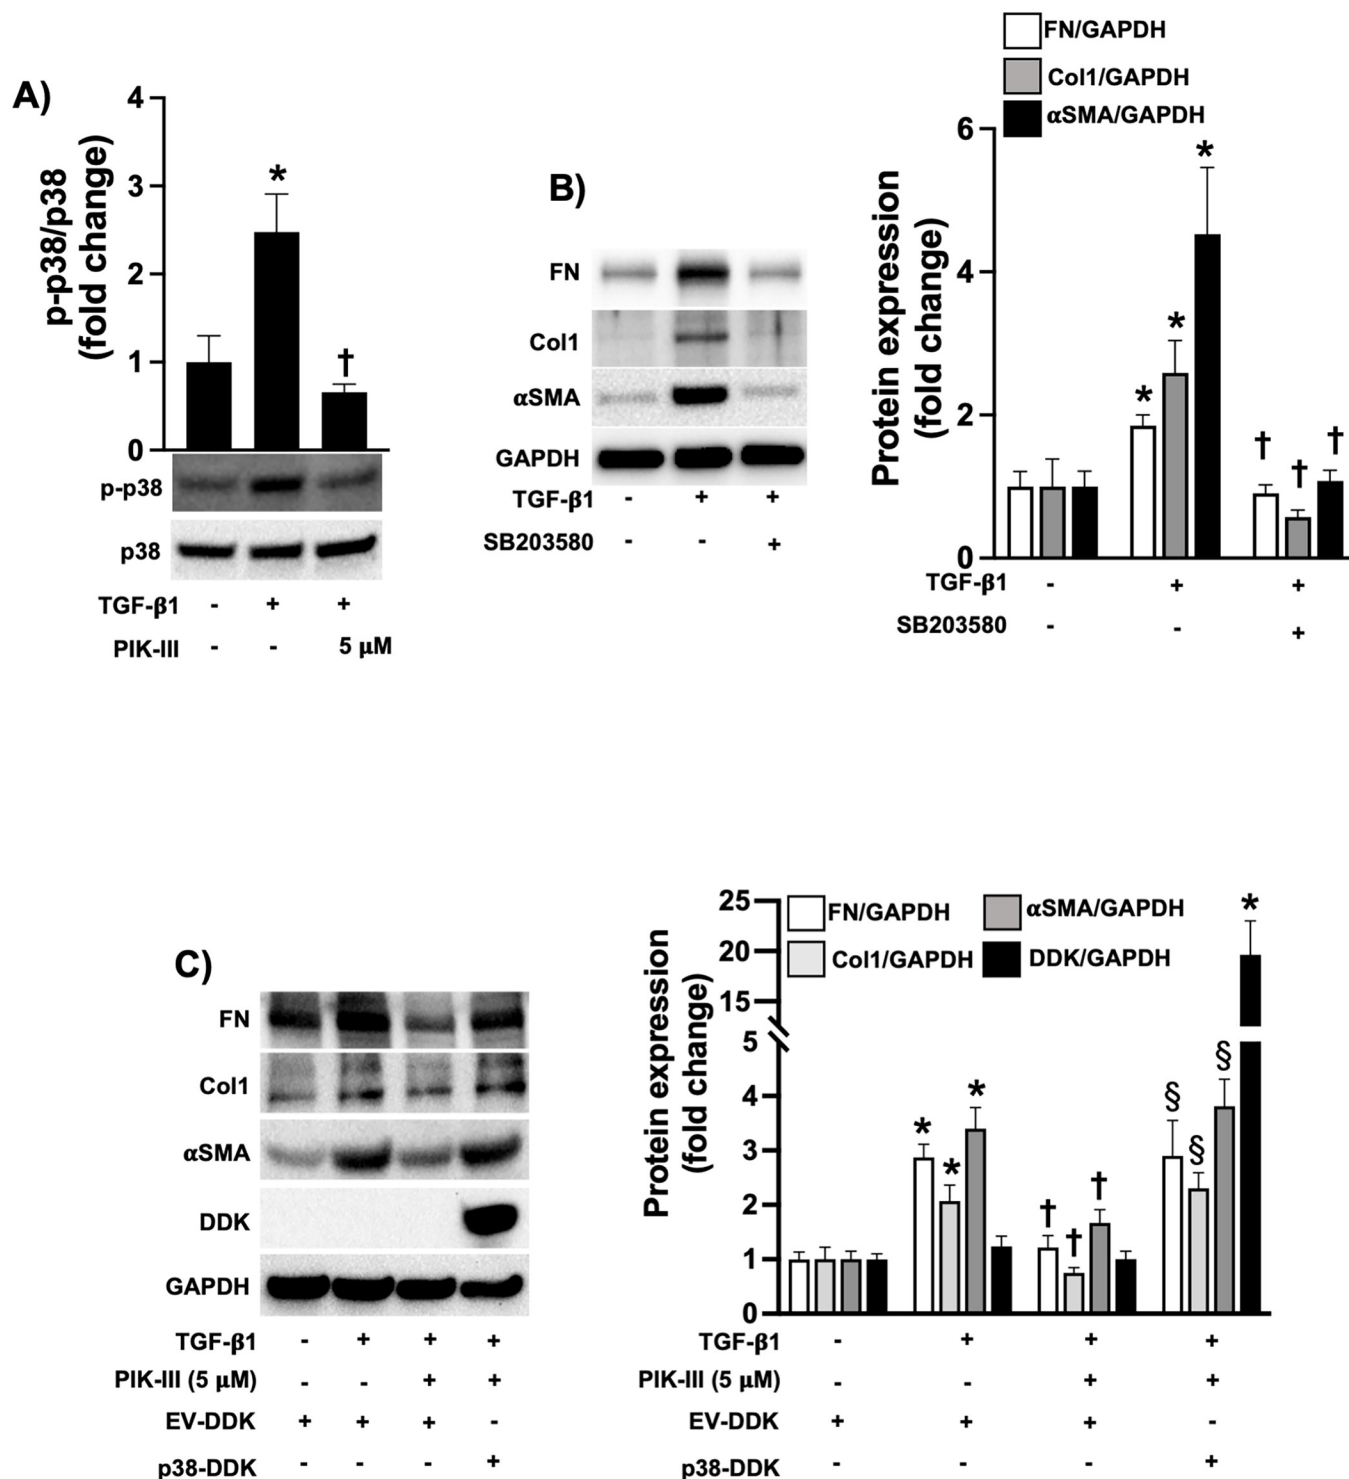 A)
p-p38/p38
(fold change)
4
3
2
1
0
*
†
p-p38
p38
TGF-β1 - + +
PIK-III - - 5 μM
B)
FN
Col1
αSMA
GAPDH
TGF-β1 - + +
SB203580 - - +
FN/GAPDH
Col1/GAPDH
αSMA/GAPDH
Protein expression
(fold change)
6
4
2
0
* * *
† † †
TGF-β1 - + +
SB203580 - - +
C)
FN
Col1
αSMA
DDK
GAPDH
TGF-β1 - + + +
PIK-III (5 μM) - - + +
EV-DDK + + + -
p38-DDK - - - +
FN/GAPDH αSMA/GAPDH
Col1/GAPDH DDK/GAPDH
Protein expression
(fold change)
25
20
15
5
4
3
2
1
0
* * *
† † †
§ § § *
TGF-β1 - + + +
PIK-III (5 μM) - - + +
EV-DDK + + + -
p38-DDK - - - +